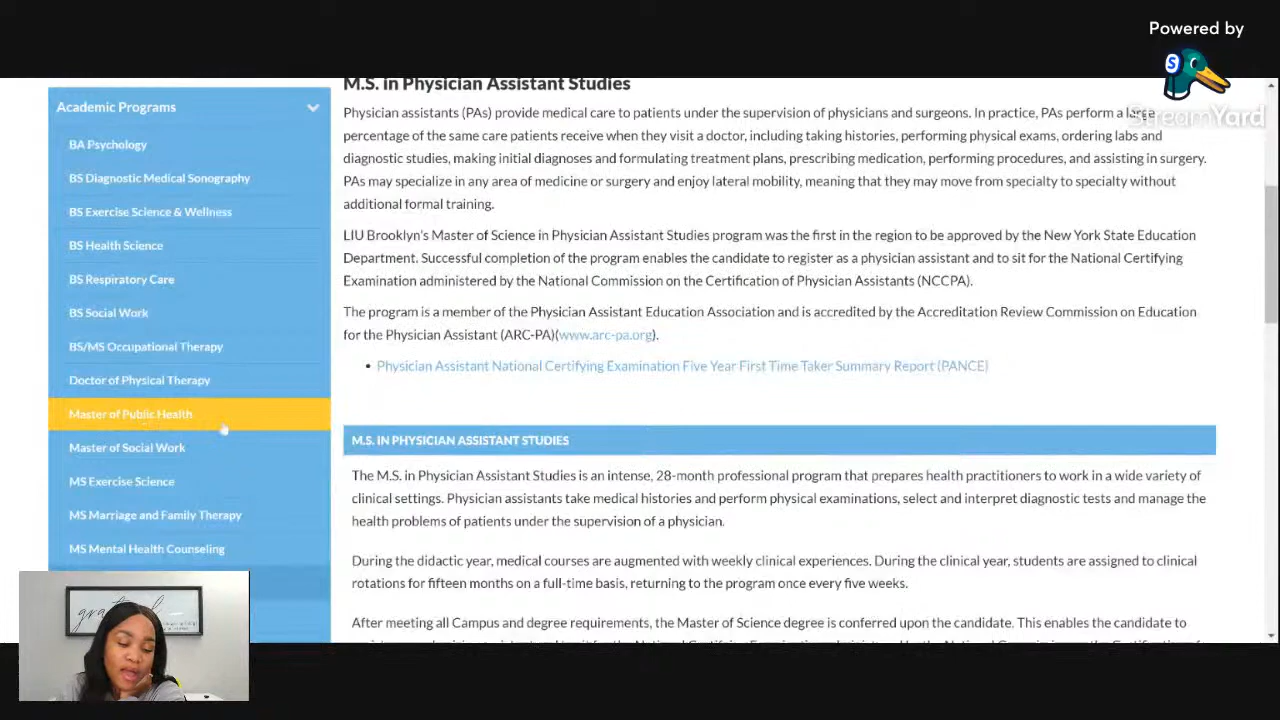 Powered by
StreamYard
Academic Programs
BA Psychology
BS Diagnostic Medical Sonography
BS Exercise Science & Wellness
BS Health Science
BS Respiratory Care
BS Social Work
BS/MS Occupational Therapy
Doctor of Physical Therapy
Master of Public Health
Master of Social Work
MS Exercise Science
MS Marriage and Family Therapy
MS Mental Health Counseling
M.S. in Physician Assistant Studies
Physician assistants (PAs) provide medical care to patients under the supervision of physicians and surgeons. In practice, PAs perform a large
percentage of the same care patients receive when they visit a doctor, including taking histories, performing physical exams, ordering labs and
diagnostic studies, making initial diagnoses and formulating treatment plans, prescribing medication, performing procedures, and assisting in surgery.
PAs may specialize in any area of medicine or surgery and enjoy lateral mobility, meaning that they may move from specialty to specialty without
additional formal training.
LIU Brooklyn's Master of Science in Physician Assistant Studies program was the first in the region to be approved by the New York State Education
Department. Successful completion of the program enables the candidate to register as a physician assistant and to sit for the National Certifying
Examination administered by the National Commission on the Certification of Physician Assistants (NCCPA).
The program is a member of the Physician Assistant Education Association and is accredited by the Accreditation Review Commission on Education
for the Physician Assistant (ARC-PA)(www.arc-pa.org).
• Physician Assistant National Certifying Examination Five Year First Time Taker Summary Report (PANCE)
M.S. IN PHYSICIAN ASSISTANT STUDIES
The M.S. in Physician Assistant Studies is an intense, 28-month professional program that prepares health practitioners to work in a wide variety of
clinical settings. Physician assistants take medical histories and perform physical examinations, select and interpret diagnostic tests and manage the
health problems of patients under the supervision of a physician.
During the didactic year, medical courses are augmented with weekly clinical experiences. During the clinical year, students are assigned to clinical
rotations for fifteen months on a full-time basis, returning to the program once every five weeks.
After meeting all Campus and degree requirements, the Master of Science degree is conferred upon the candidate. This enables the candidate to